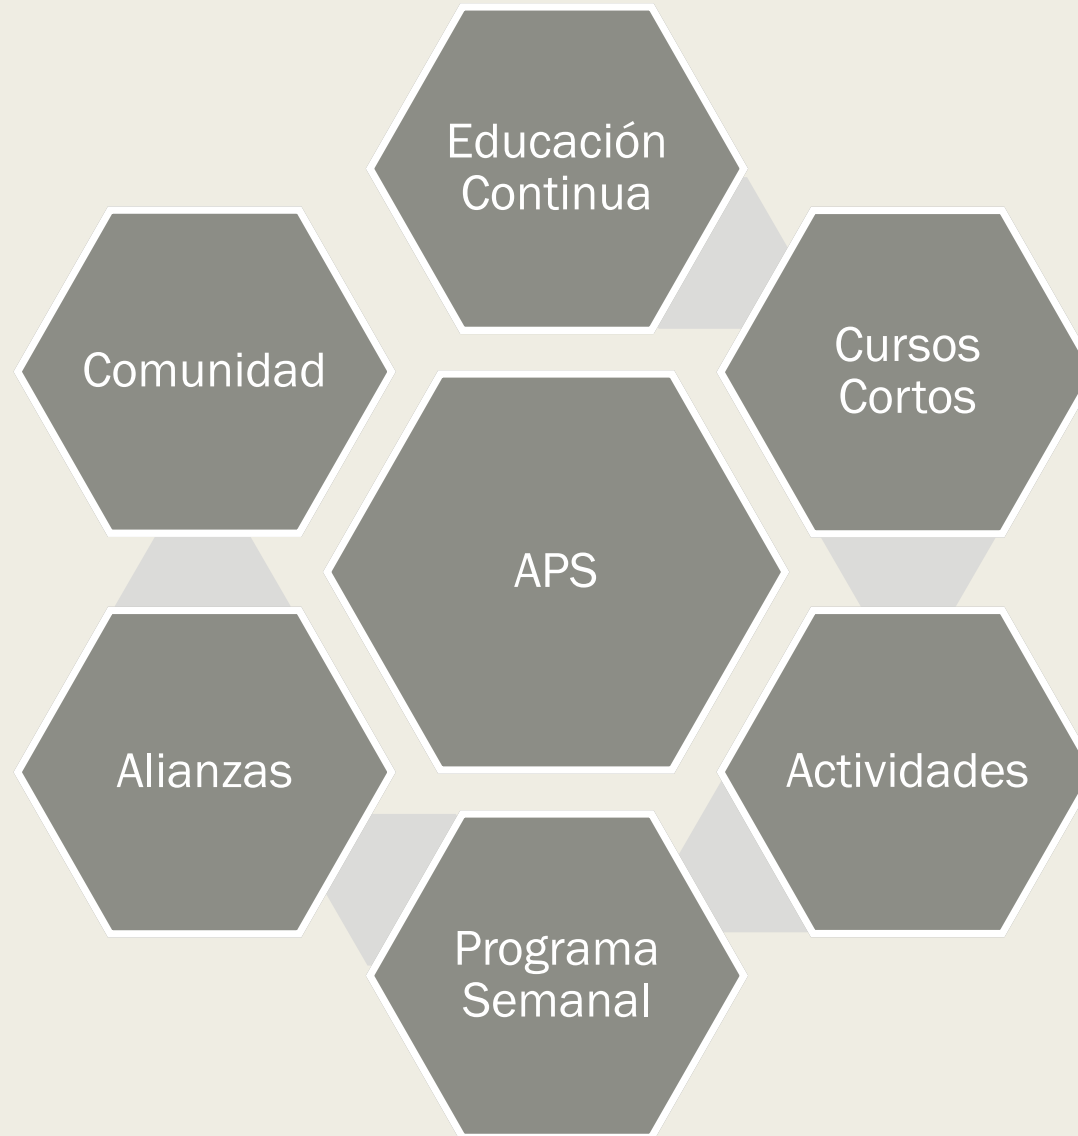 Educación
Continua
Cursos
Cortos
Comunidad
APS
Actividades
Alianzas
Programa
Semanal